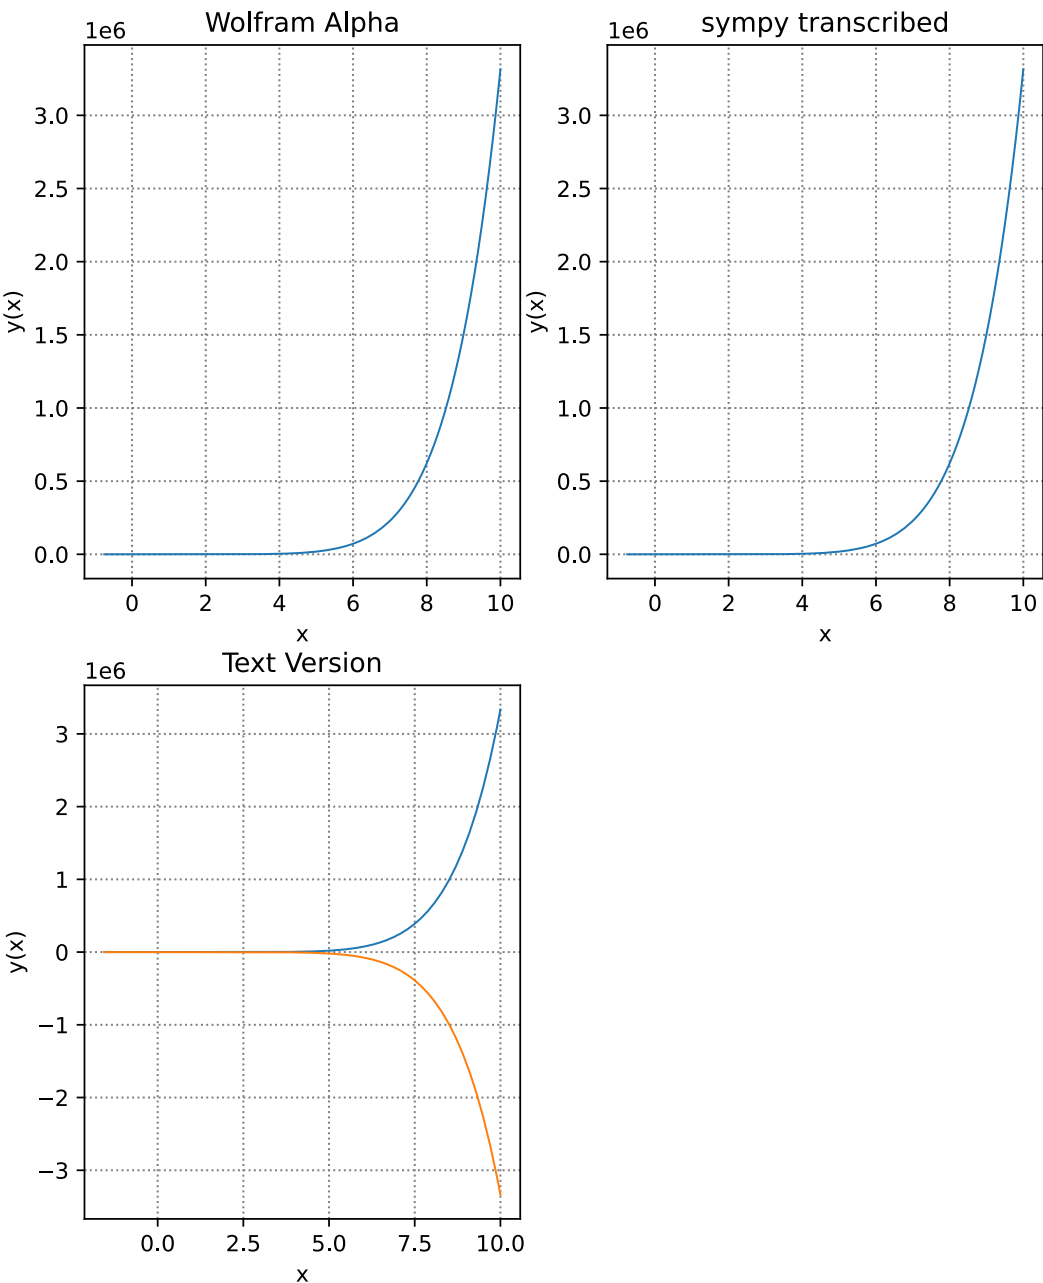 Wolfram Alpha
1e6
3.0
2.5
2.0
1.5
1.0
0.5
0.0
y(x)
0 2 4 6 8 10
x
sympy transcribed
1e6
3.0
2.5
2.0
1.5
1.0
0.5
0.0
y(x)
0 2 4 6 8 10
x
Text Version
1e6
3
2
1
0
−1
−2
−3
y(x)
0.0 2.5 5.0 7.5 10.0
x